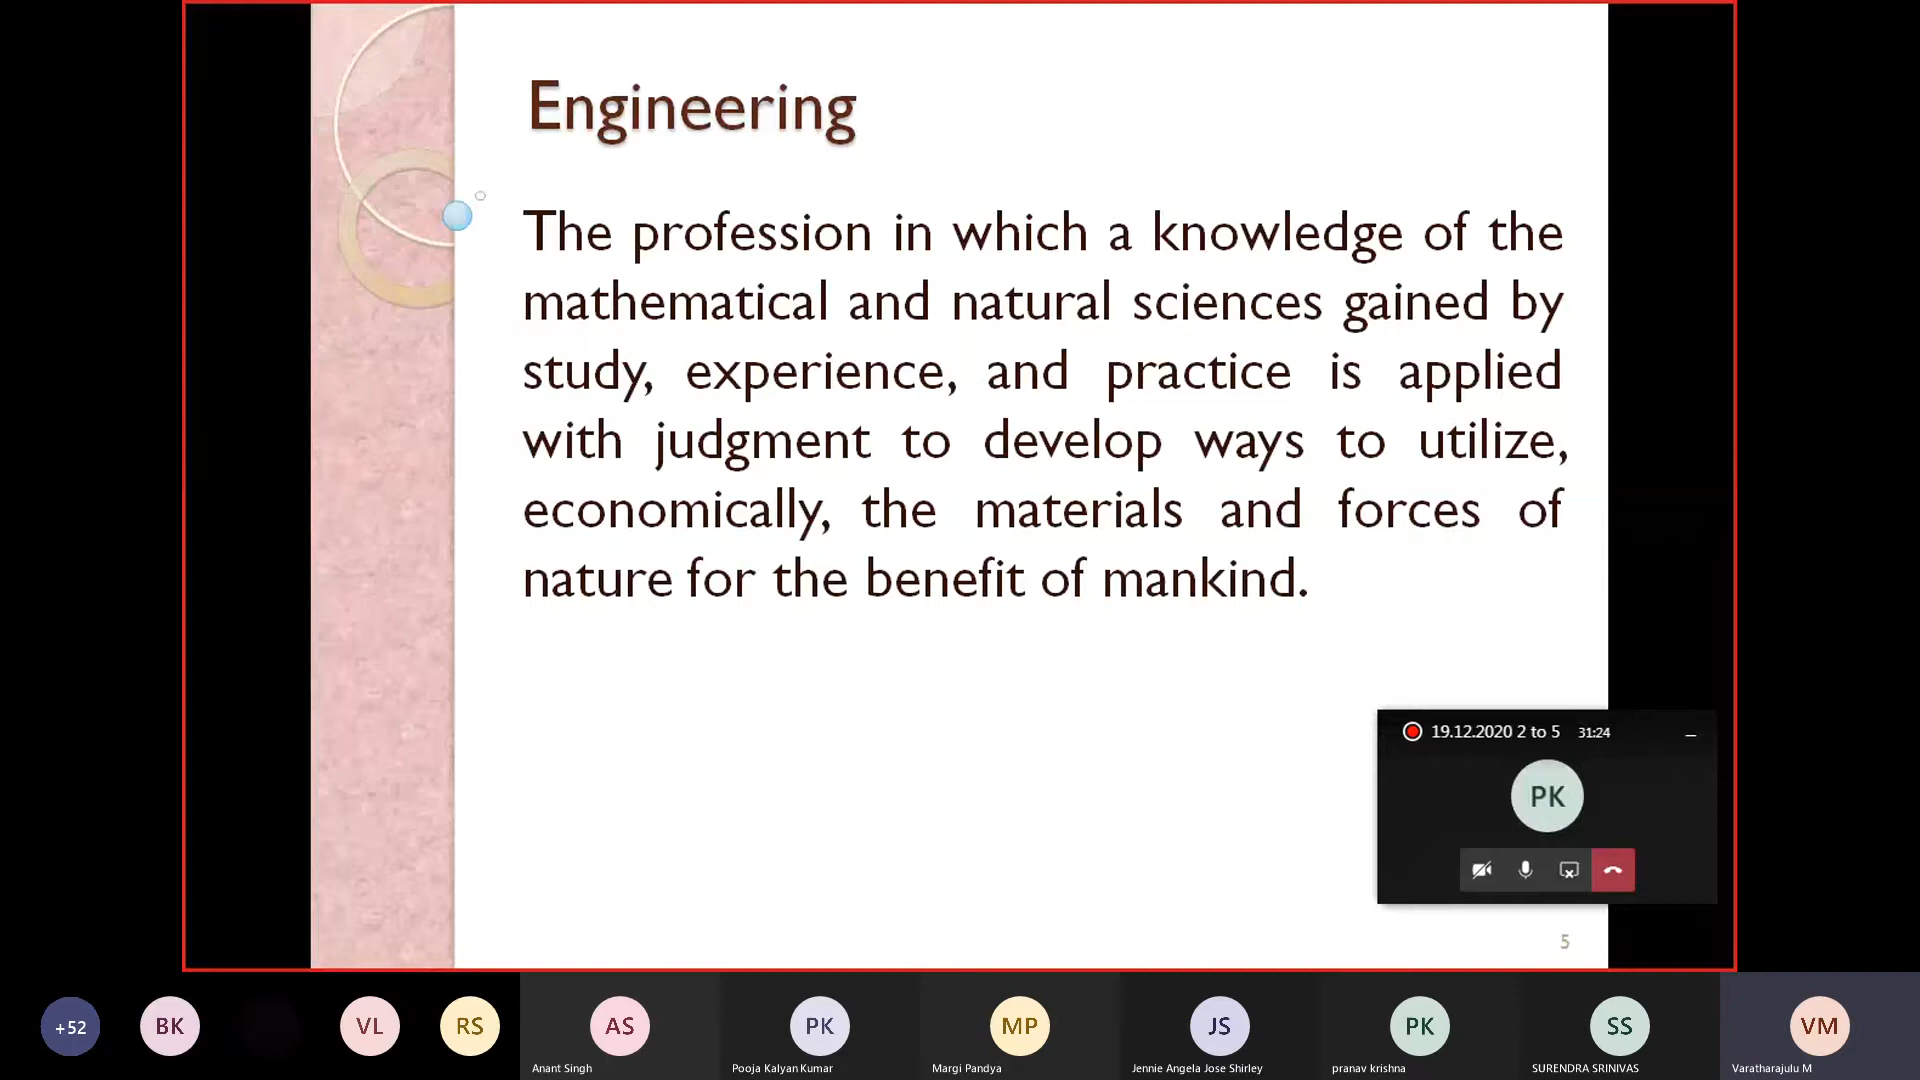 Engineering
The profession in which a knowledge of the
mathematical and natural sciences gained by
study, experience, and practice is applied
with judgment to develop ways to utilize,
economically, the materials and forces of
nature for the benefit of mankind.
19.12.2020 2 to 5 31:24
PK
5
+52 BK VL RS AS PK MP JS PK SS VM
Anant Singh Pooja Kalyan Kumar Margi Pandya Jennie Angela Jose Shirley pranav krishna SURENDRA SRINIVAS Varatharajulu M